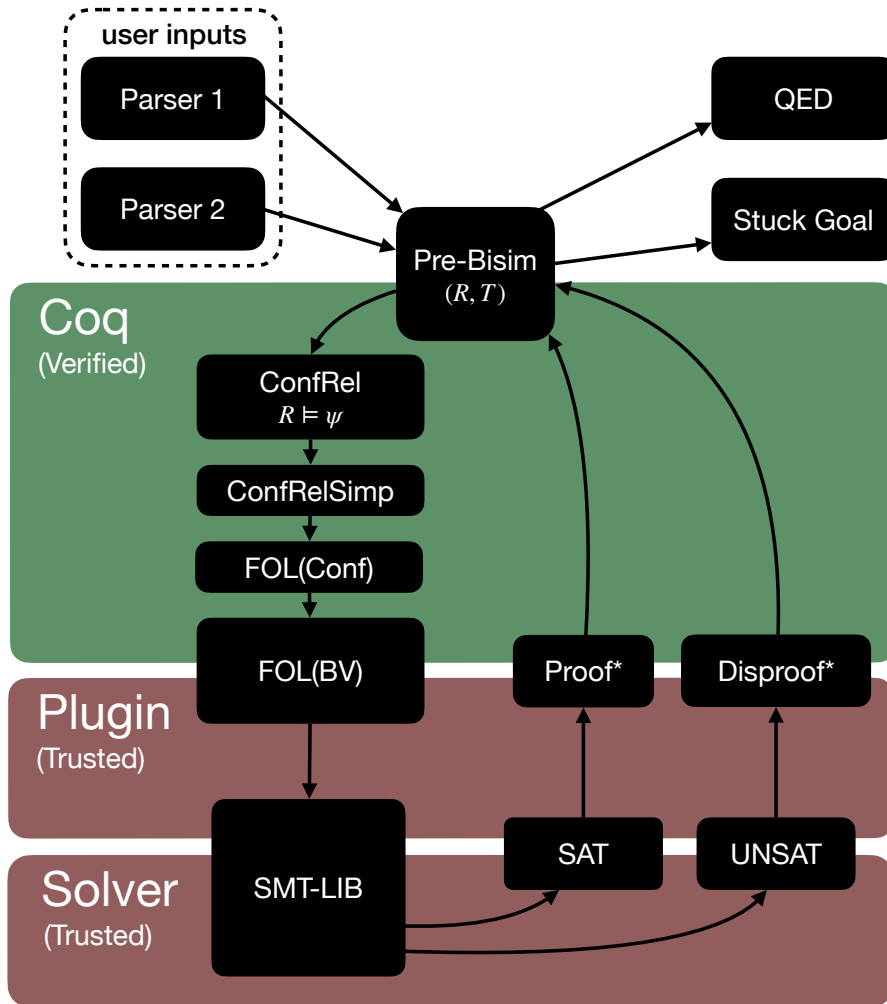 user inputs
Parser 1
Parser 2
QED
Stuck Goal
Pre-Bisim
(R, T)
Coq
(Verified)
ConfRel
R ⊨ ψ
ConfRelSimp
FOL(Conf)
FOL(BV)
Proof*
Disproof*
Plugin
(Trusted)
SMT-LIB
SAT
UNSAT
Solver
(Trusted)